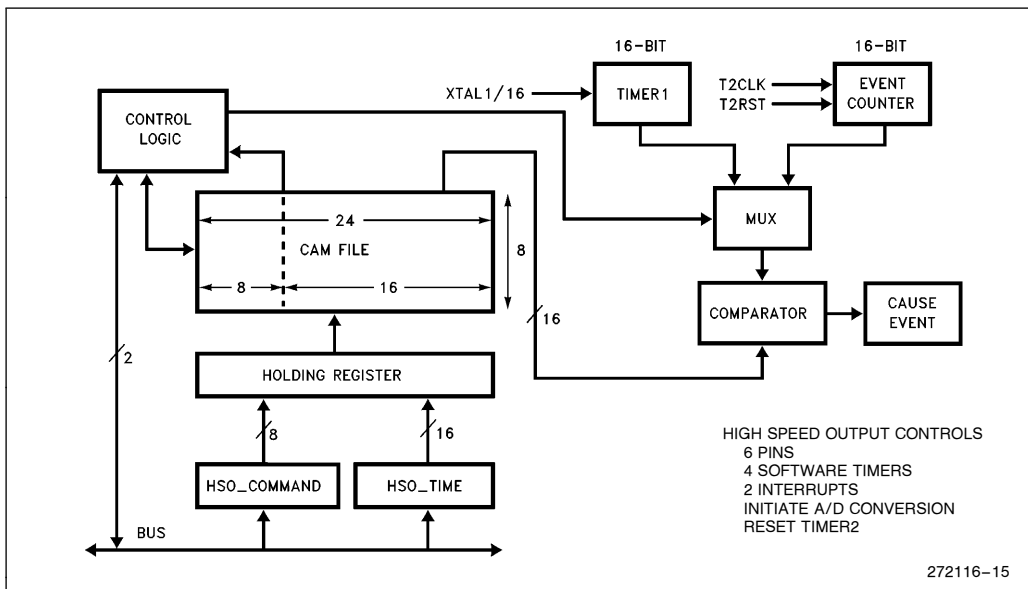 16-BIT
16-BIT
XTAL1/16
TIMER1
T2CLK
T2RST
EVENT
COUNTER
CONTROL
LOGIC
24
CAM FILE
8
16
8
MUX
16
COMPARATOR
CAUSE
EVENT
2
HOLDING REGISTER
8
16
HSO_COMMAND
HSO_TIME
BUS
HIGH SPEED OUTPUT CONTROLS
6 PINS
4 SOFTWARE TIMERS
2 INTERRUPTS
INITIATE A/D CONVERSION
RESET TIMER2
272116-15